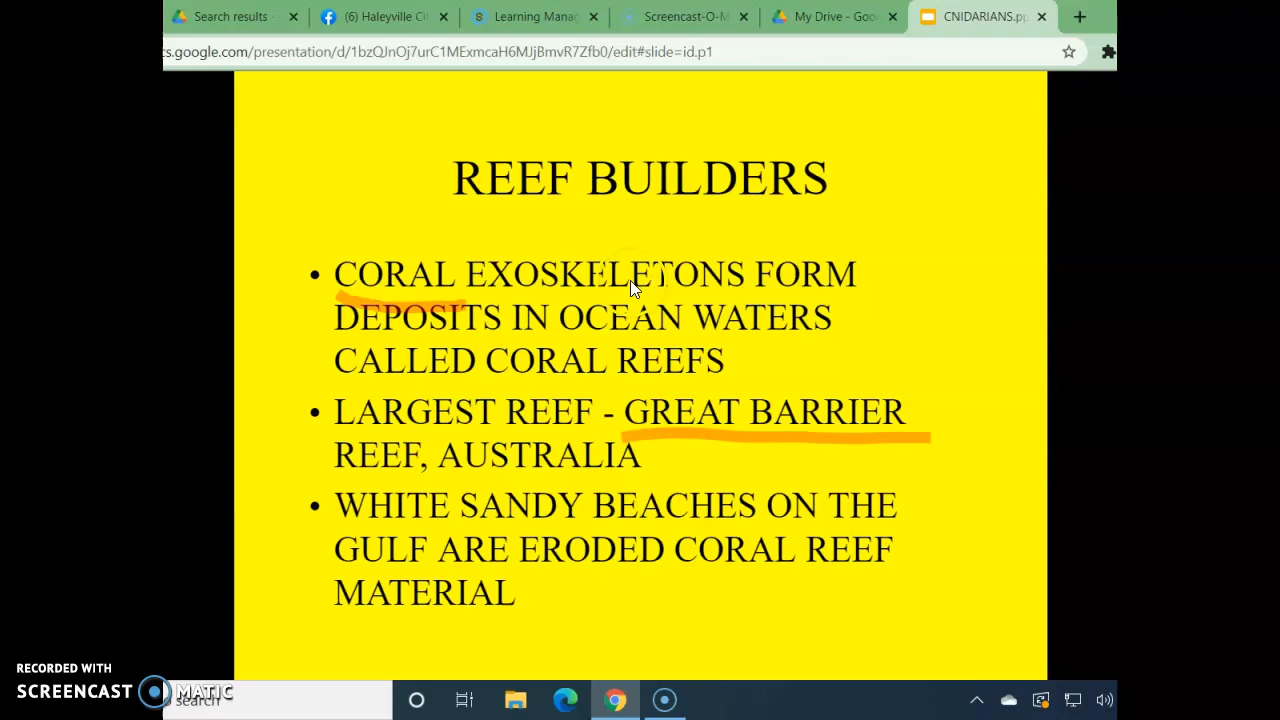 Search results -
(6) Haleyville Ci
Learning Manag
Screencast-O-M
My Drive - Goo
CNIDARIANS.pp
cs.google.com/presentation/d/1bzQJnOj7urC1MExmcaH6MJjBmvR7Zfb0/edit#slide=id.p1
REEF BUILDERS
• CORAL EXOSKELETONS FORM
DEPOSITS IN OCEAN WATERS
CALLED CORAL REEFS
• LARGEST REEF - GREAT BARRIER
REEF, AUSTRALIA
• WHITE SANDY BEACHES ON THE
GULF ARE ERODED CORAL REEF
MATERIAL
RECORDED WITH
SCREENCAST MATIC
search